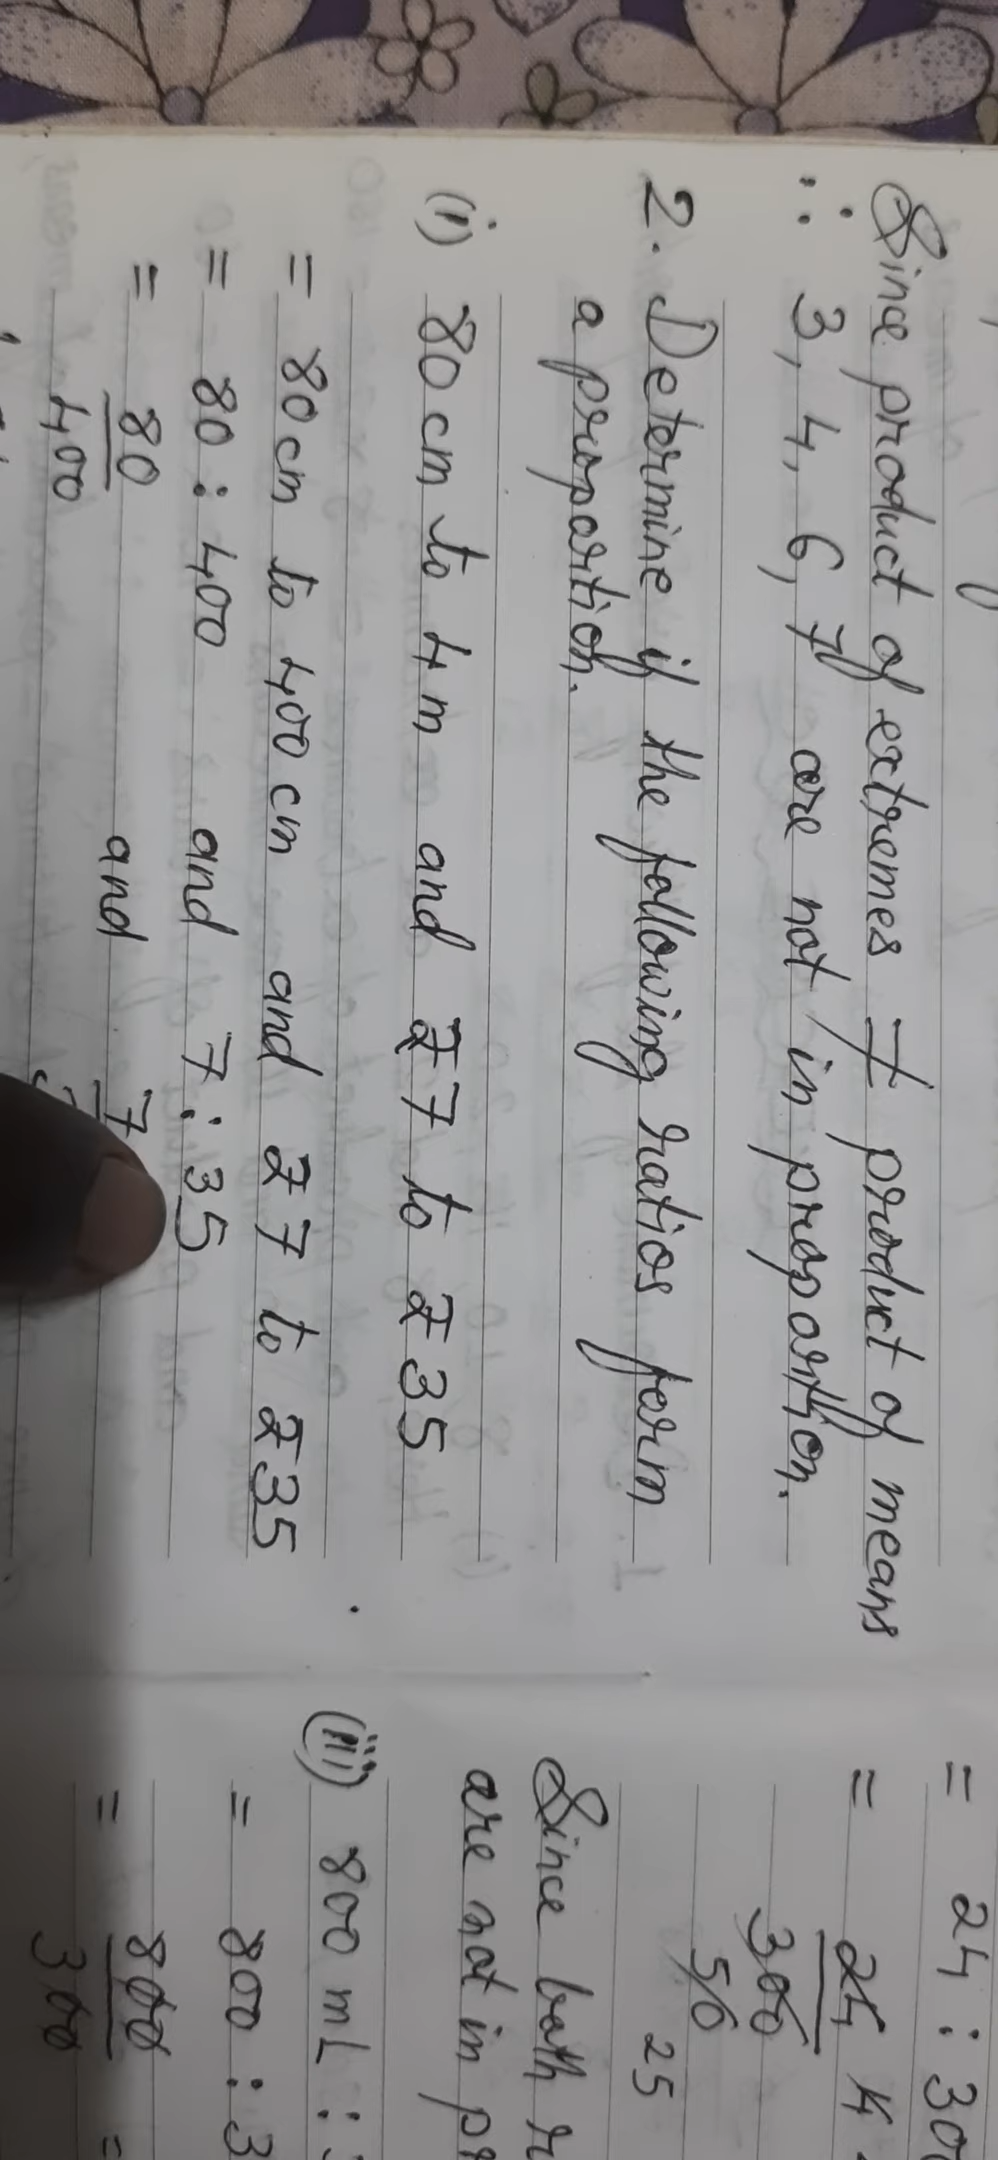 Since product of extremes ≠ product of means
∴ 3, 4, 6, 7 are not in proportion.
2. Determine if the following ratios form
a proportion.
(i) 80 cm to 4 m and ₹ 7 to ₹ 35
= 80 cm to 400 cm and ₹ 7 to ₹ 35
= 80 : 400 and 7 : 35
= 80 and 7
400
= 24 : 30
= 24 4
300
50
25
Since both
are not in
(iii) 800 mL :
= 800 : 3
= 800 =
300